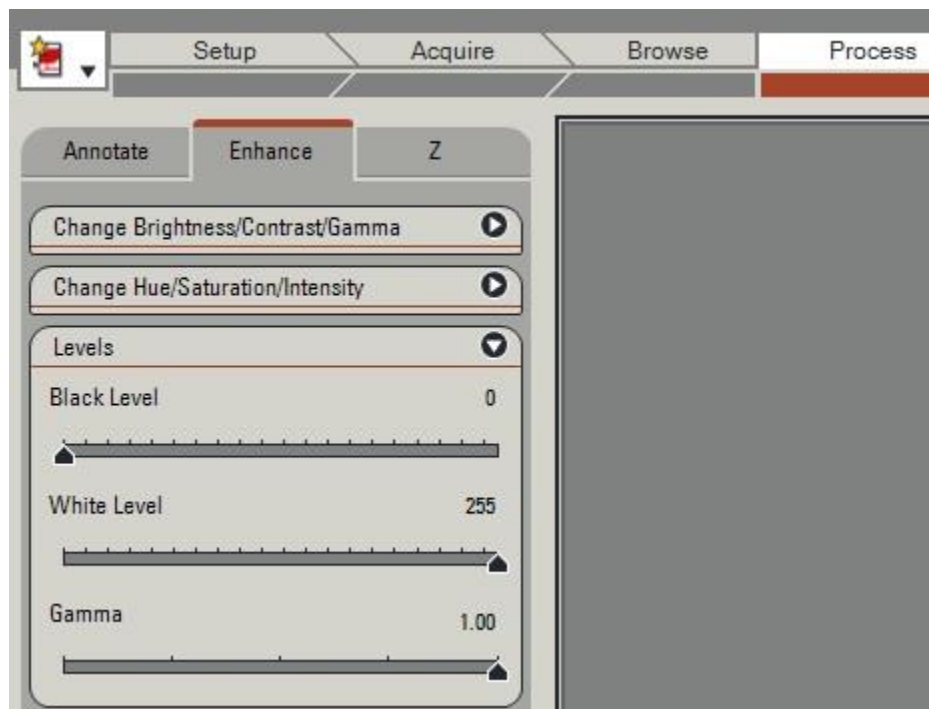 Setup Acquire Browse Process
Annotate Enhance Z
Change Brightness/Contrast/Gamma
Change Hue/Saturation/Intensity
Levels
Black Level 0
White Level 255
Gamma 1.00